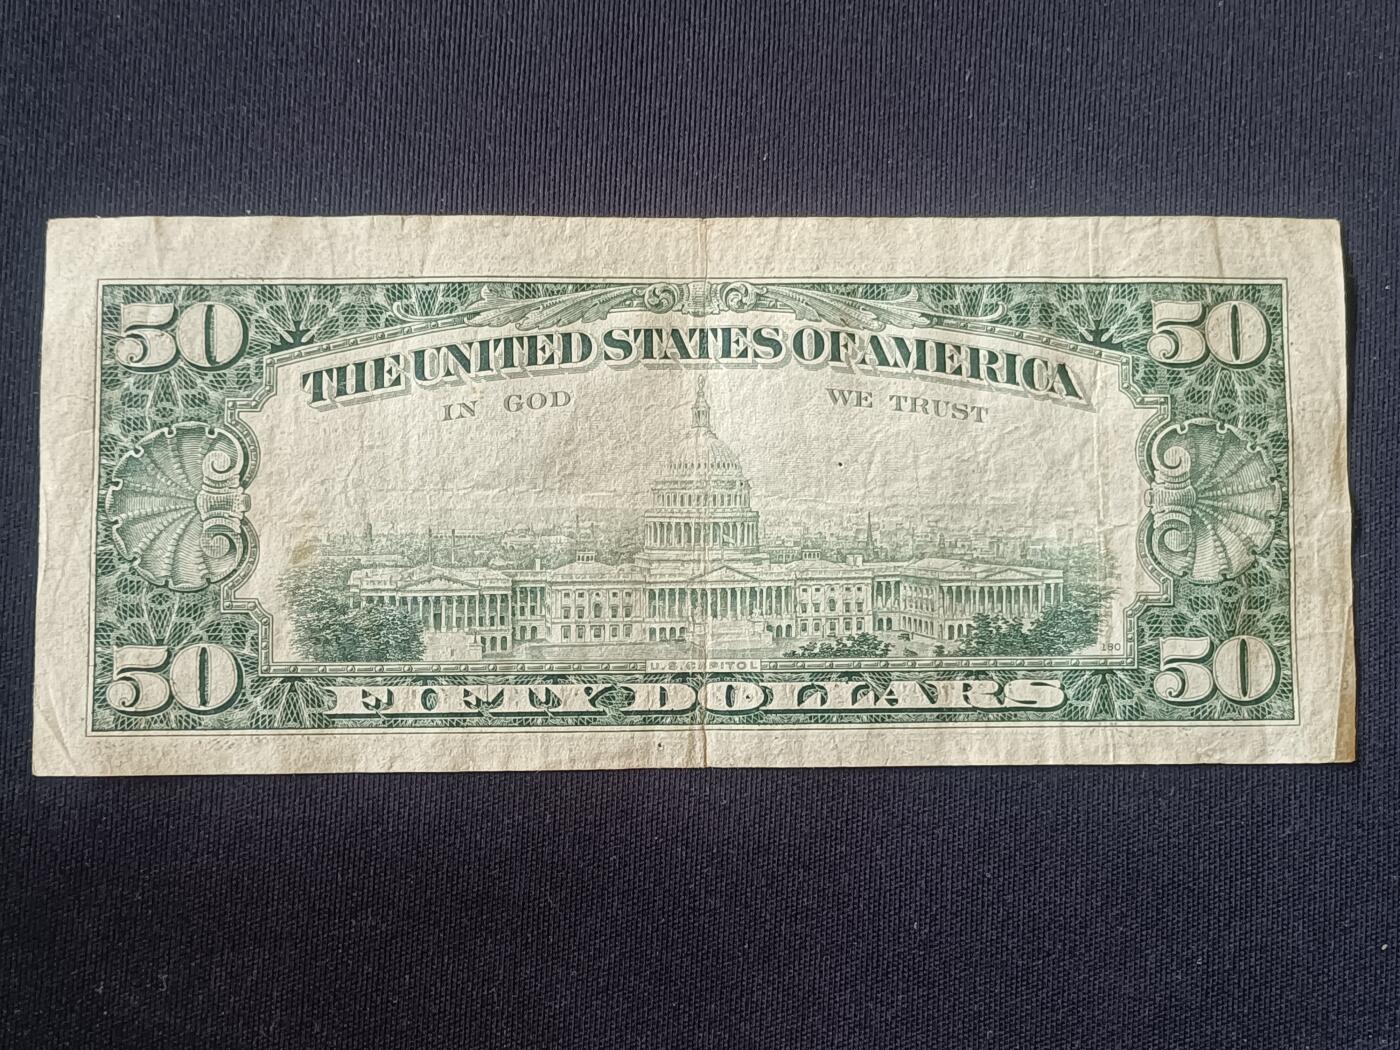 50 50
THE UNITED STATES OF AMERICA
IN GOD WE TRUST
180
U.S. CAPITOL
50 FIFTY DOLLARS 50